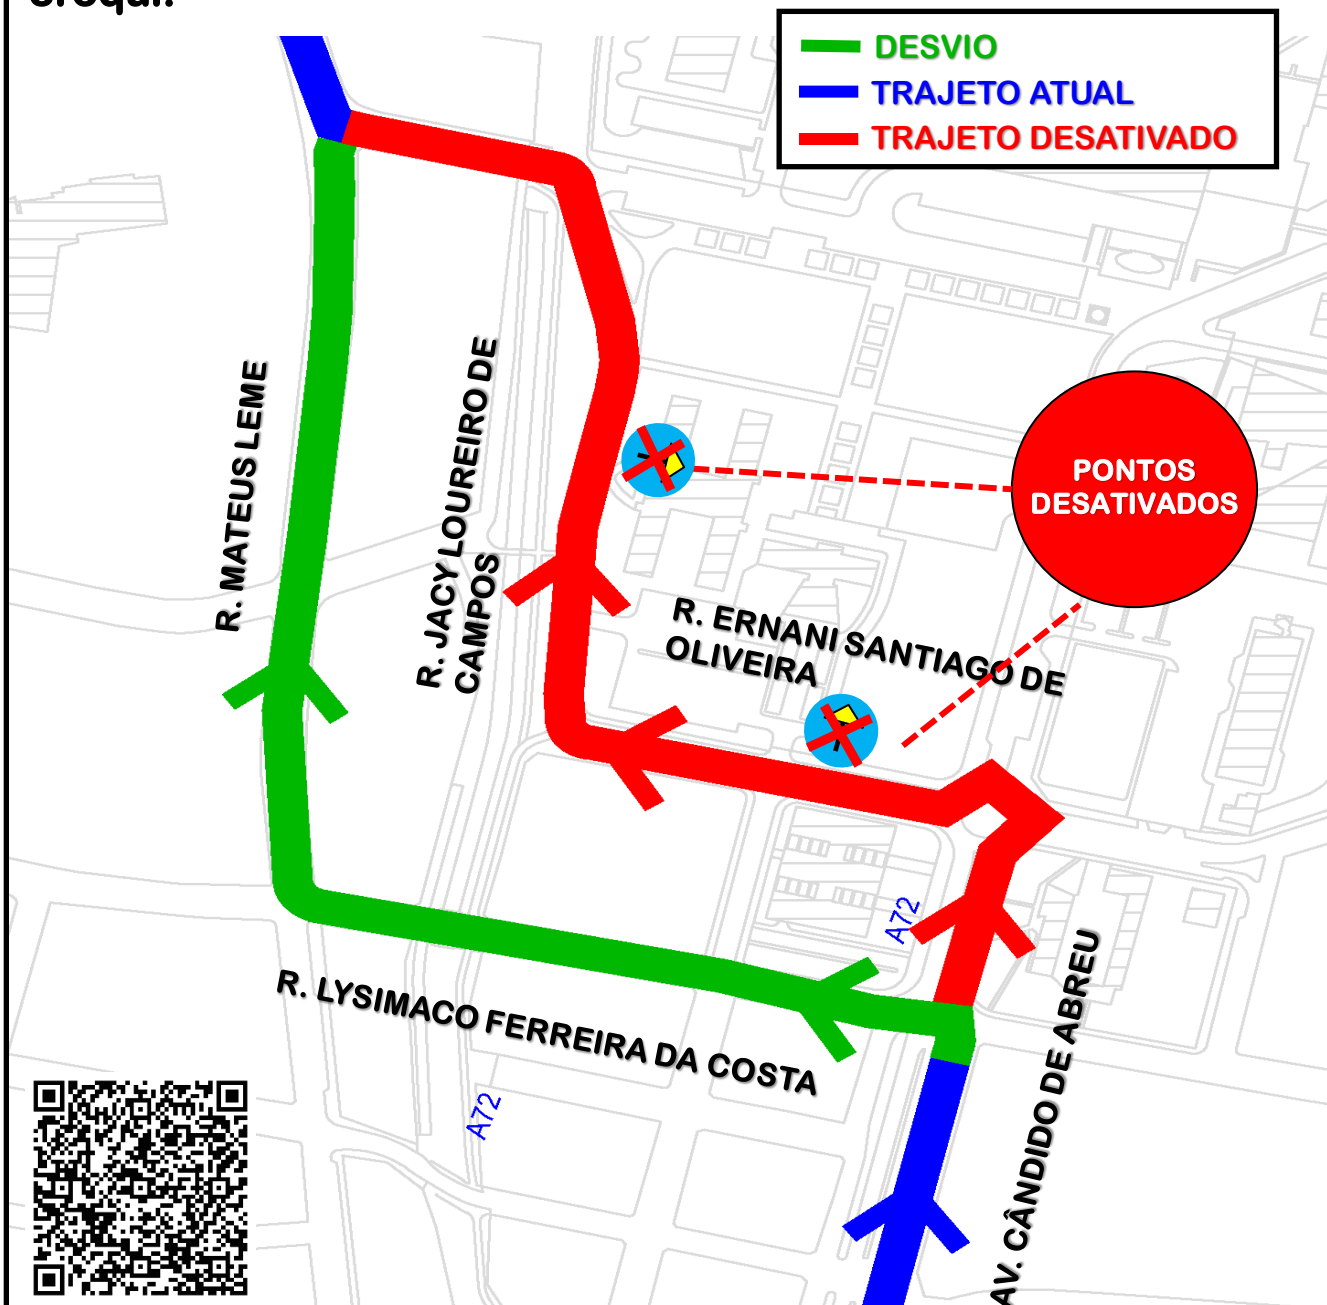 croqui.
DESVIO
TRAJETO ATUAL
TRAJETO DESATIVADO
R. MATEUS LEME
R. JACY LOUREIRO DE
CAMPOS
PONTOS
DESATIVADOS
R. ERNANI SANTIAGO DE
OLIVEIRA
A72
R. LYSIMACO FERREIRA DA COSTA
A72
AV. CÂNDIDO DE ABREU